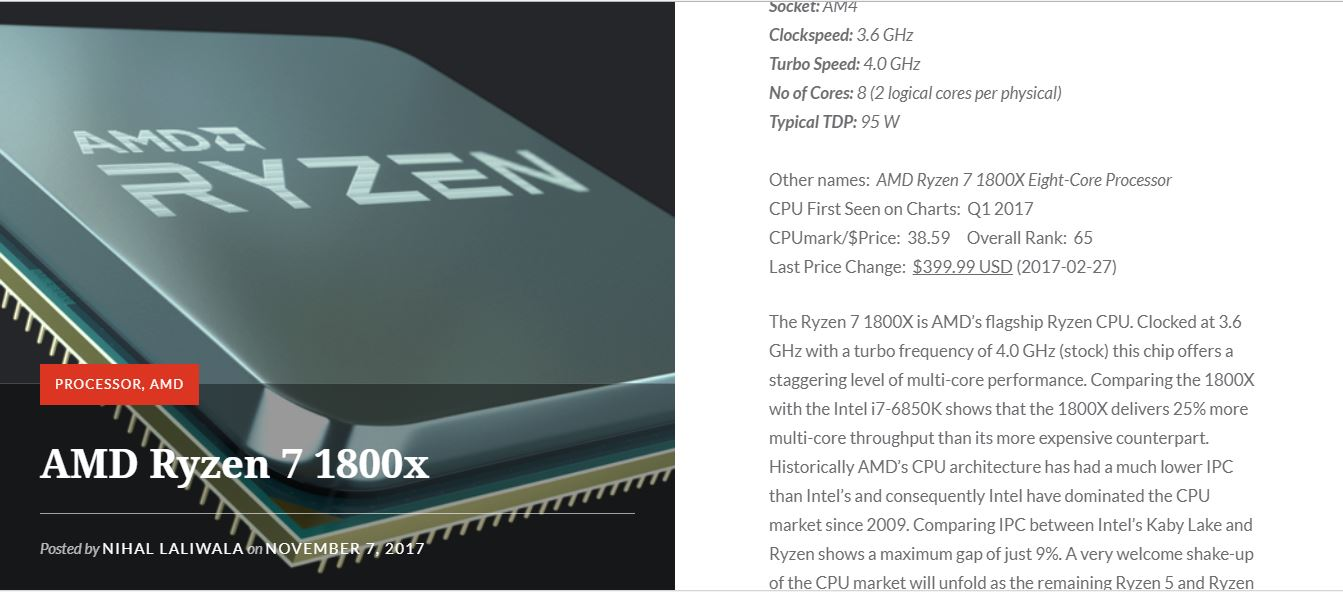 AMD
RYZEN
PROCESSOR, AMD
AMD Ryzen 7 1800x
Posted by NIHAL LALIWALA on NOVEMBER 7, 2017
Socket: AM4
Clockspeed: 3.6 GHz
Turbo Speed: 4.0 GHz
No of Cores: 8 (2 logical cores per physical)
Typical TDP: 95 W
Other names: AMD Ryzen 7 1800X Eight-Core Processor
CPU First Seen on Charts: Q1 2017
CPUmark/$Price: 38.59 Overall Rank: 65
Last Price Change: $399.99 USD (2017-02-27)
The Ryzen 7 1800X is AMD’s flagship Ryzen CPU. Clocked at 3.6
GHz with a turbo frequency of 4.0 GHz (stock) this chip offers a
staggering level of multi-core performance. Comparing the 1800X
with the Intel i7-6850K shows that the 1800X delivers 25% more
multi-core throughput than its more expensive counterpart.
Historically AMD’s CPU architecture has had a much lower IPC
than Intel’s and consequently Intel have dominated the CPU
market since 2009. Comparing IPC between Intel’s Kaby Lake and
Ryzen shows a maximum gap of just 9%. A very welcome shake-up
of the CPU market will unfold as the remaining Ryzen 5 and Ryzen